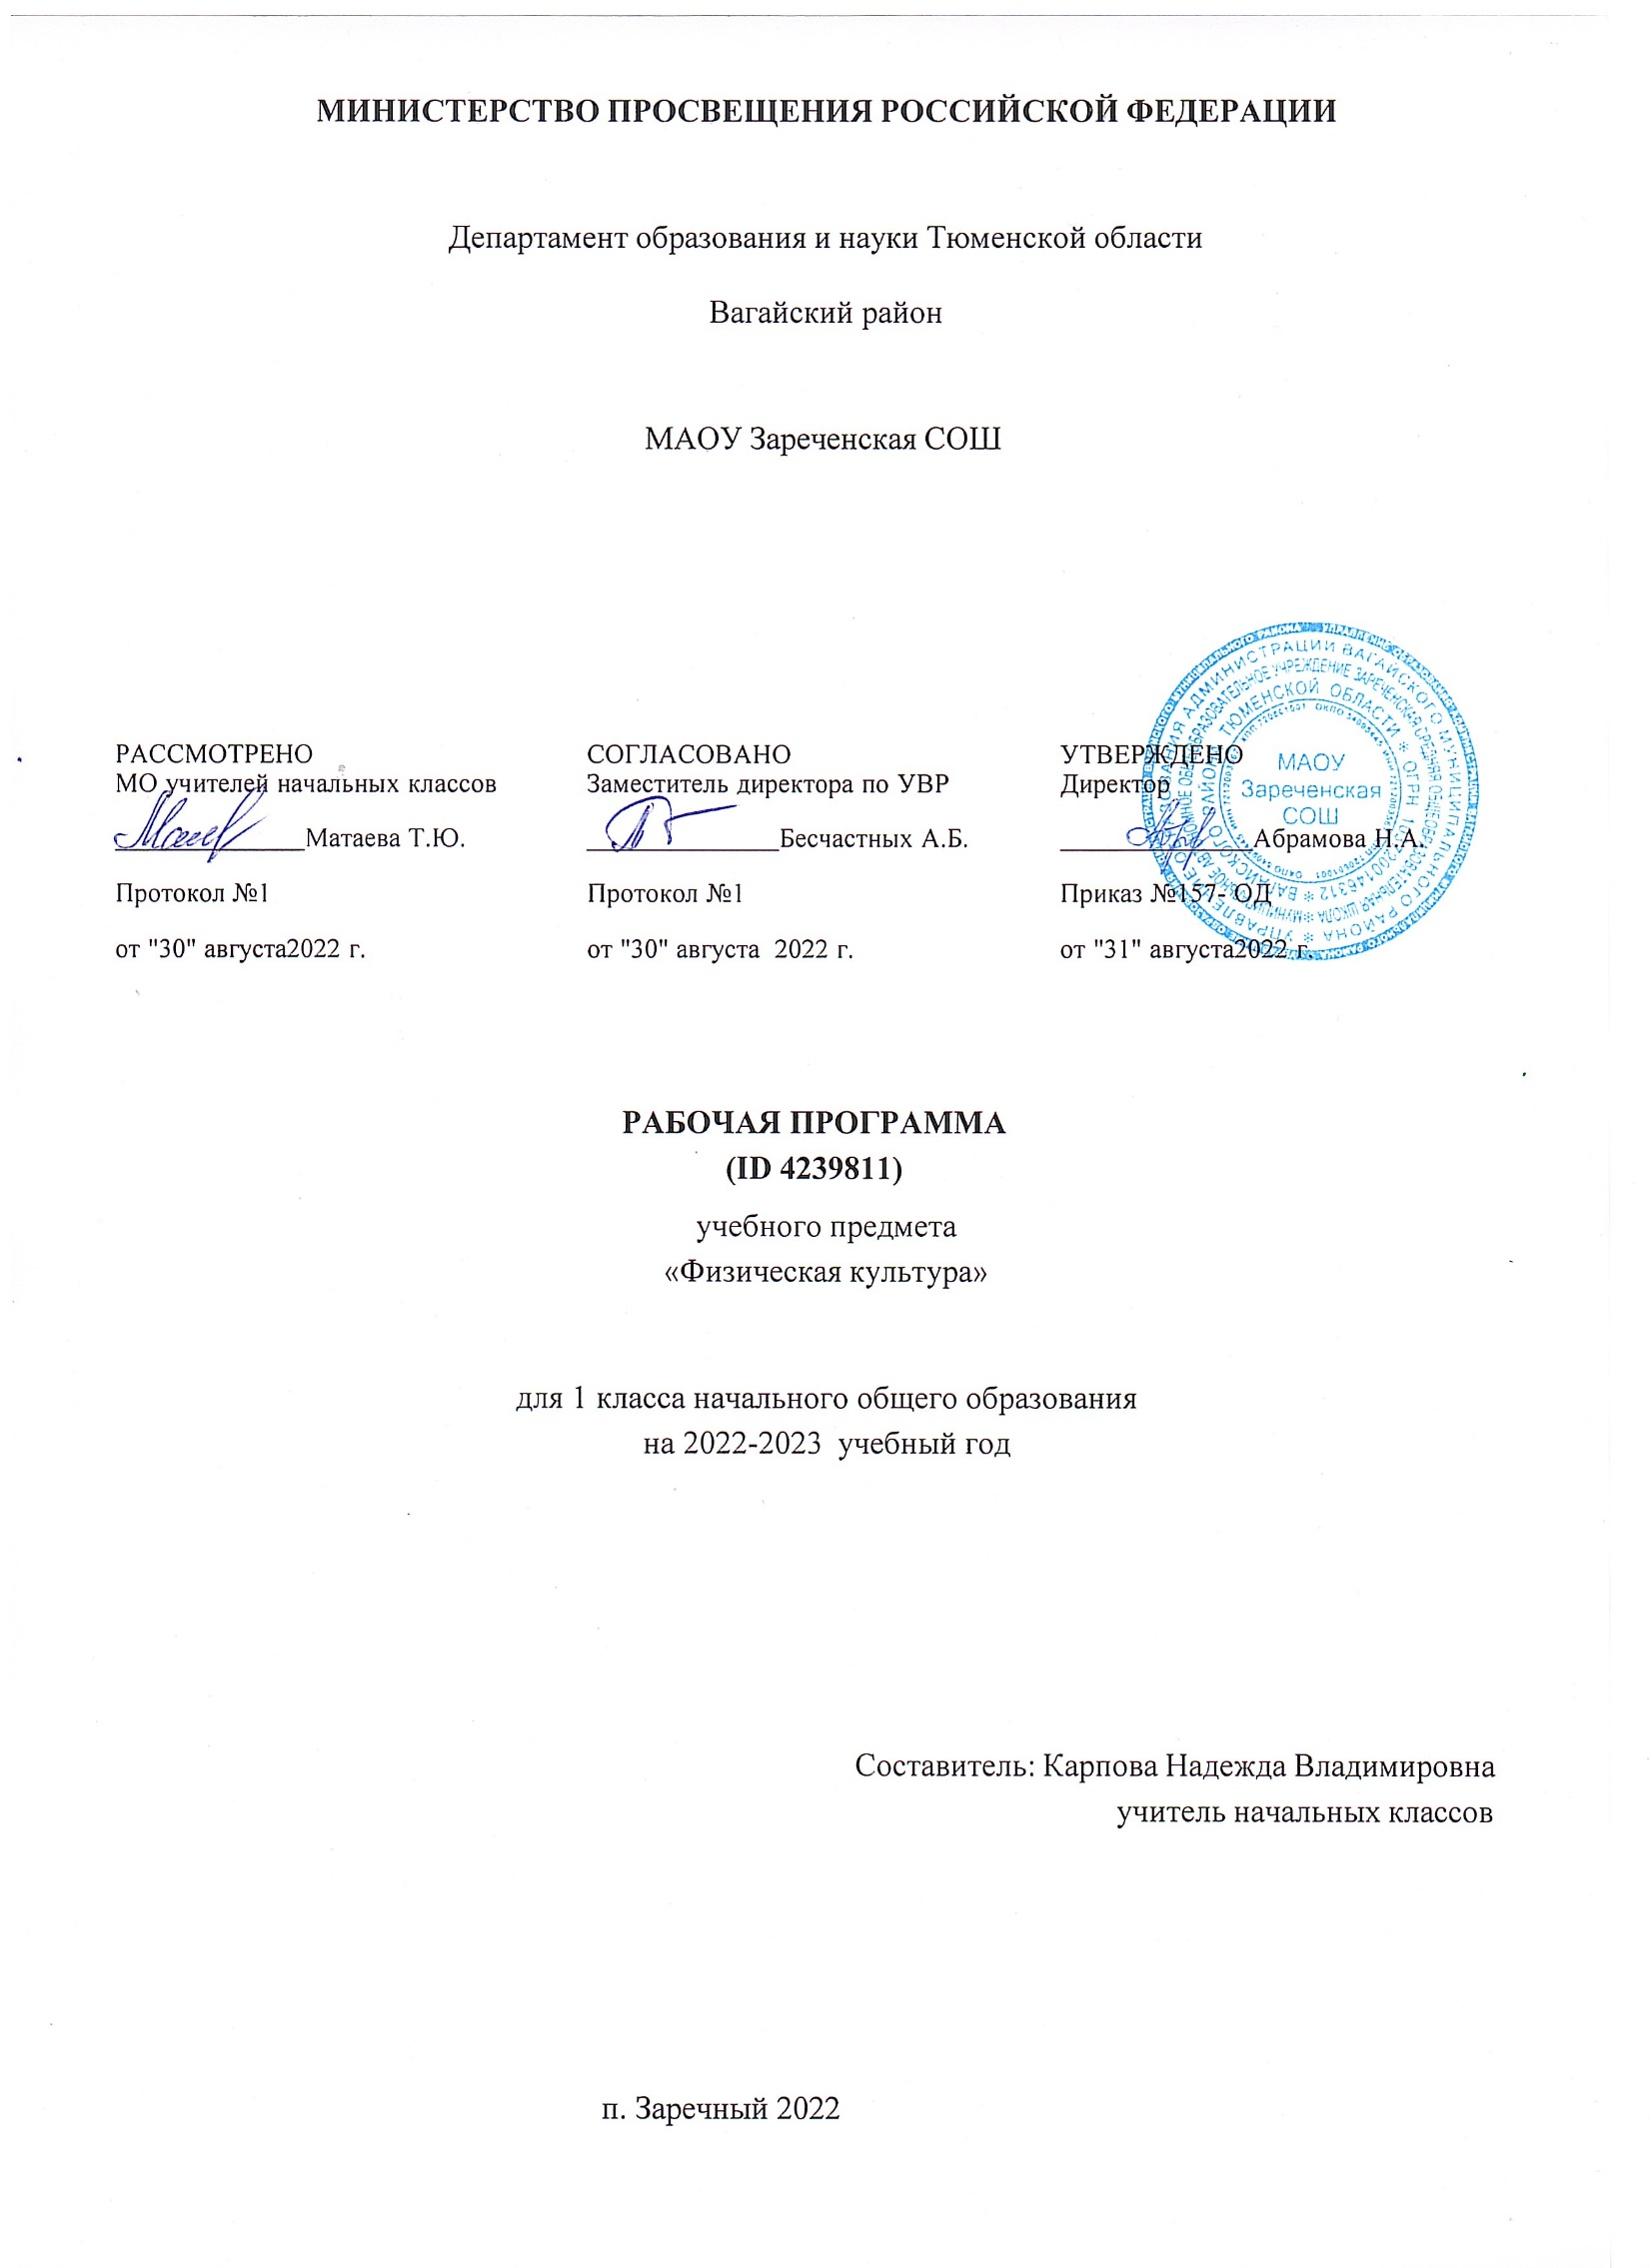 МИНИСТЕРСТВО ПРОСВЕЩЕНИЯ РОССИЙСКОЙ ФЕДЕРАЦИИ
Департамент образования и науки Тюменской области
Вагайский район
МАОУ Зареченская СОШ
РАССМОТРЕНО
МО учителей начальных классов
Матаева Т.Ю.
Протокол №1
от "30" августа2022 г.
СОГЛАСОВАНО
Заместитель директора по УВР
Бесчастных А.Б.
Протокол №1
от "30" августа  2022 г.
УТВЕРЖДЕНО
Директор
Абрамова Н.А.
Приказ №157- ОД
от "31" августа2022 г.
МАОУ
Зареченская
СОШ
РАБОЧАЯ ПРОГРАММА
(ID 4239811)
учебного предмета
«Физическая культура»
для 1 класса начального общего образования
на 2022-2023  учебный год
Составитель: Карпова Надежда Владимировна
учитель начальных классов
п. Заречный 2022